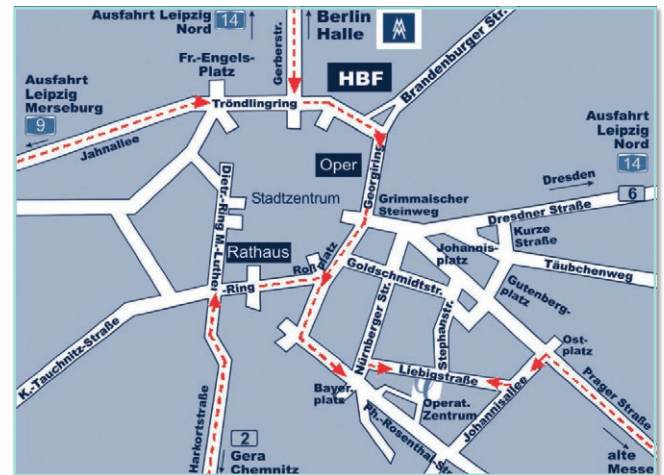 Ausfahrt Leipzig
Nord
14
Berlin
Halle
Gerberstr.
Fr.-Engels-
Platz
HBF
Brandenburger Str.
Ausfahrt
Leipzig
Merseburg
9
Jahnallee
Tröndlingring
Ausfahrt
Leipzig
Nord
14
Oper
Georgiring
Dresden
6
Stadtzentrum
Dietr.-Ring M.-Luther
-Ring
Grimmaischer
Steinweg
Dresdner Straße
Kurze
Straße
Johannis-
platz
Täubchenweg
Rathaus
Roßplatz
Goldschmidtstr.
Gutenberg-
platz
Nürnberger Str.
Stephanstr.
Ost-
platz
K.-Tauchnitz-Straße
Liebigstraße
Bayer.
platz
Operat.
Zentrum
Johannisallee
Prager Straße
Harkortstraße
Ph.-Rosenthal-Str.
2
Gera
Chemnitz
alte
Messe